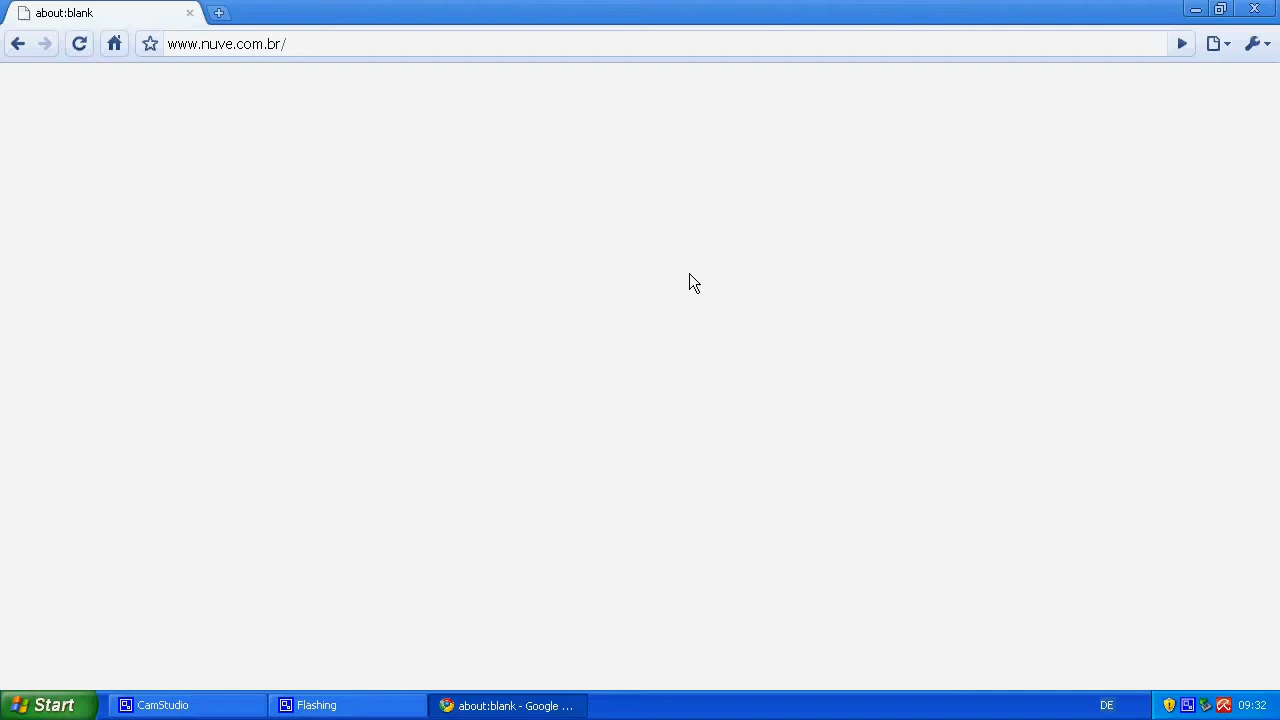 about:blank
www.nuve.com.br/
Start
CamStudio
Flashing
about:blank - Google ...
DE
09:32